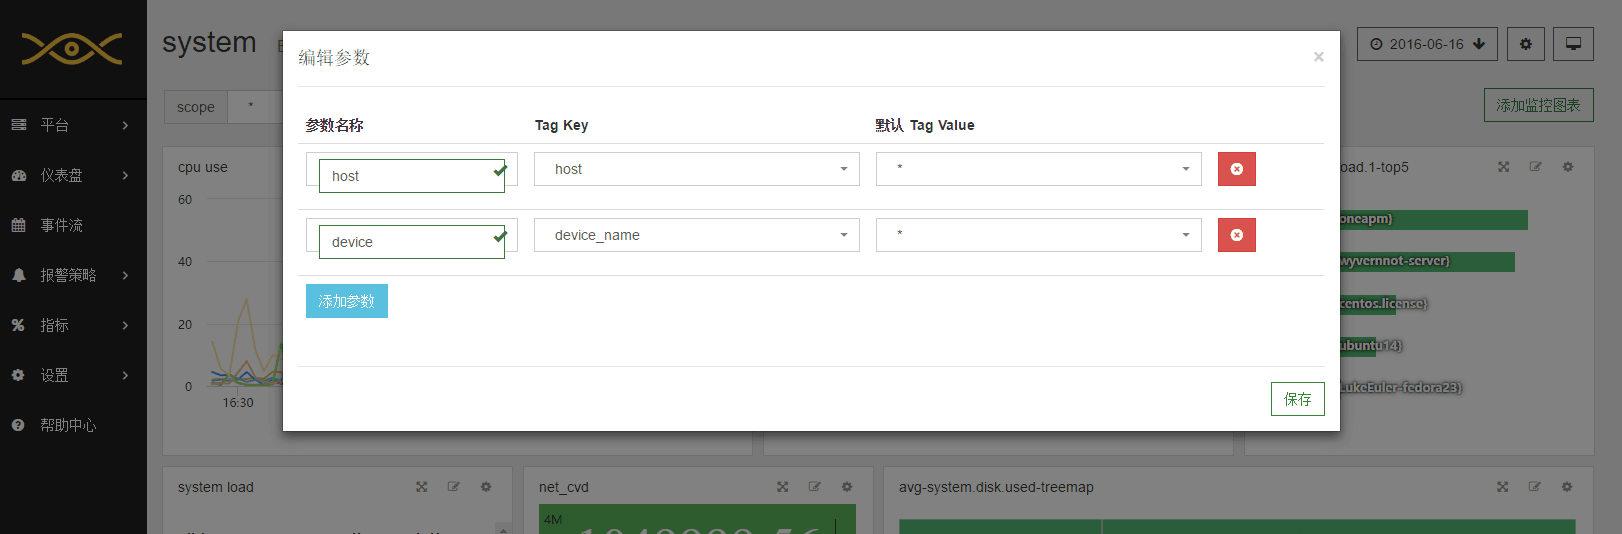 system
2016-06-16
scope
*
添加监控图表
平台
仪表盘
事件流
报警策略
指标
设置
帮助中心
编辑参数
×
参数名称 Tag Key 默认 Tag Value
host host *
device device_name *
添加参数
保存
cpu use
60
40
20
0
16:30
oad.1-top5
oneapm}
wyvernnot-server}
centos.license}
ubuntu14}
LukeEuler-fedora23}
system load
net_cvd
4M
avg-system.disk.used-treemap